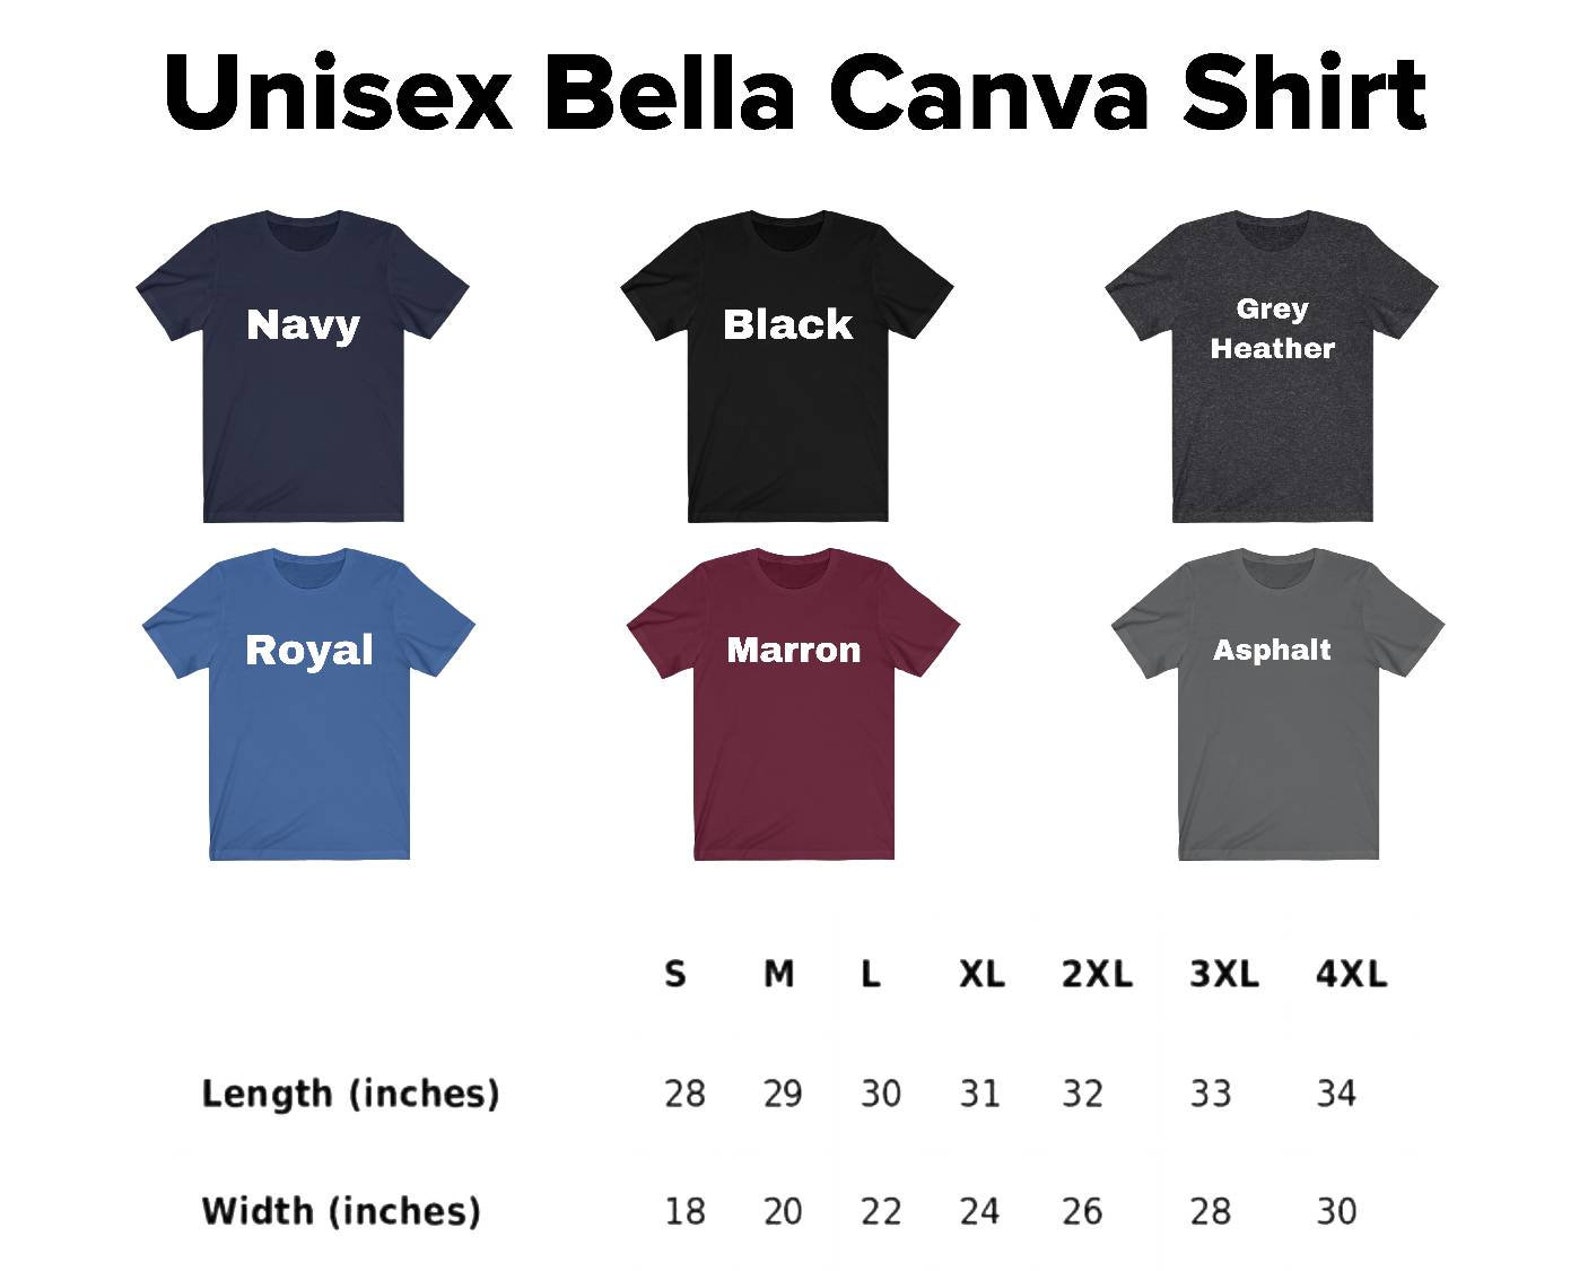 Unisex Bella Canva Shirt
Navy
Black
Grey
Heather
Royal
Marron
Asphalt
S M L XL 2XL 3XL 4XL
Length (inches) 28 29 30 31 32 33 34
Width (inches) 18 20 22 24 26 28 30